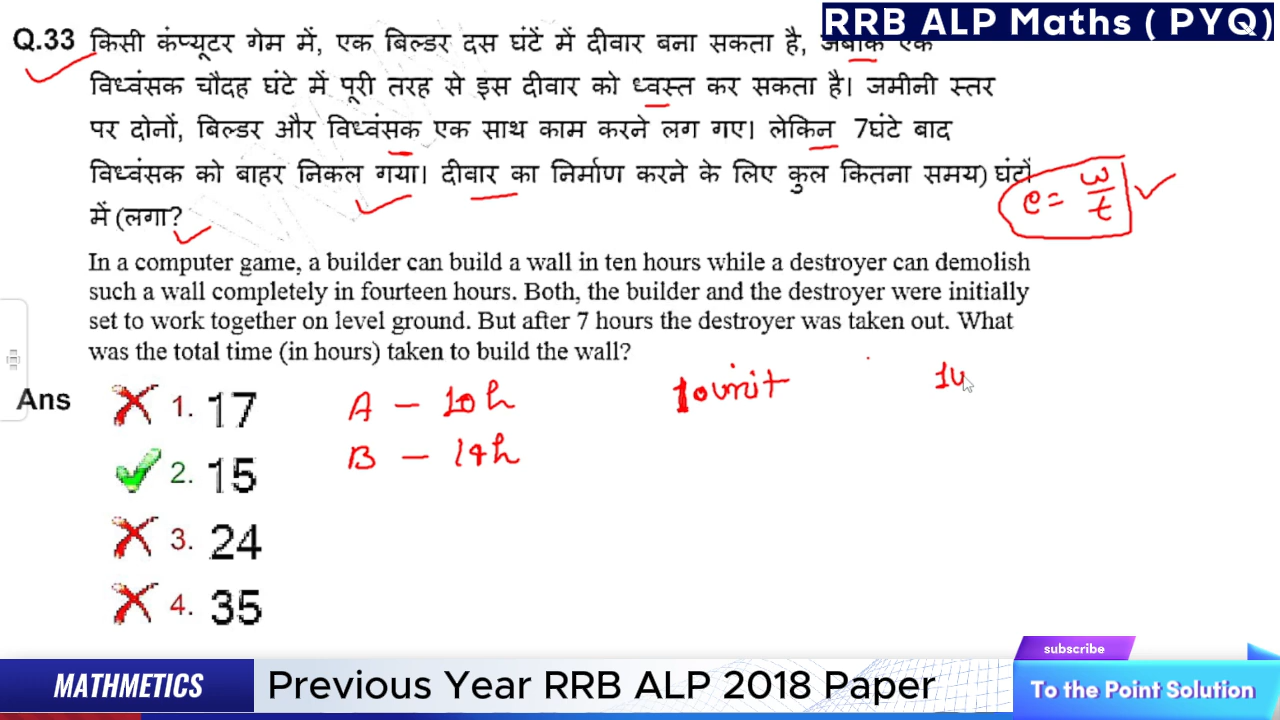 RRB ALP Maths ( PYQ)
Q.33 किसी कंप्यूटर गेम में, एक बिल्डर दस घंटें में दीवार बना सकता है, जबकि एक
विध्वंसक चौदह घंटे में पूरी तरह से इस दीवार को ध्वस्त कर सकता है। जमीनी स्तर
पर दोनों, बिल्डर और विध्वंसक एक साथ काम करने लग गए। लेकिन 7घंटे बाद
विध्वंसक को बाहर निकल गया। दीवार का निर्माण करने के लिए कुल कितना समय) घंटों
में (लगा?
e = w/t
In a computer game, a builder can build a wall in ten hours while a destroyer can demolish
such a wall completely in fourteen hours. Both, the builder and the destroyer were initially
set to work together on level ground. But after 7 hours the destroyer was taken out. What
was the total time (in hours) taken to build the wall?
Ans 1. 17
A – 10h 10unit 14
2. 15
B – 14h
3. 24
4. 35
MATHMETICS
Previous Year RRB ALP 2018 Paper
subscribe
To the Point Solution